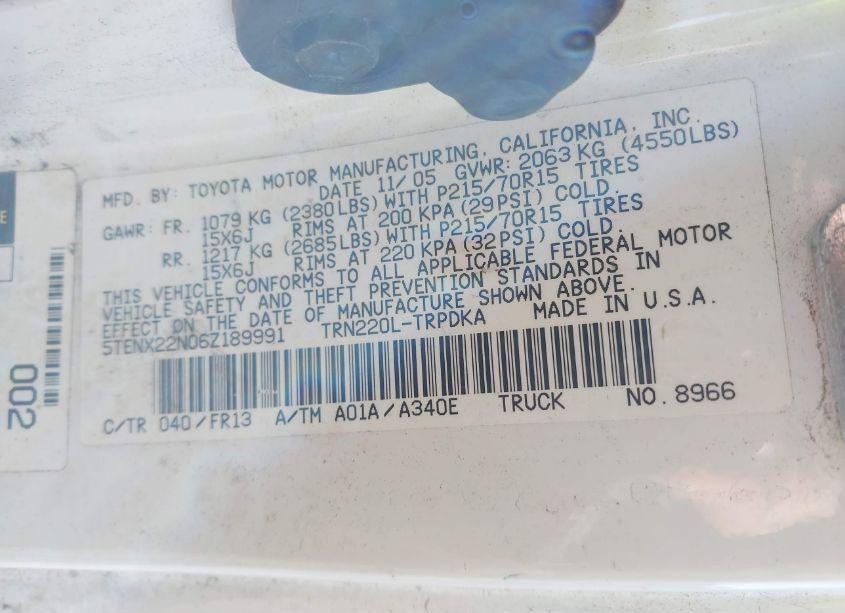 MFD. BY: TOYOTA MOTOR MANUFACTURING, CALIFORNIA, INC.
DATE 11/05 GVWR: 2063 KG (4550LBS)
GAWR: FR. 1079 KG (2380LBS) WITH P215/70R15 TIRES
15X6J RIMS AT 200 KPA (29PSI) COLD.
RR. 1217 KG (2685LBS) WITH P215/70R15 TIRES
15X6J RIMS AT 220 KPA (32PSI) COLD.
THIS VEHICLE CONFORMS TO ALL APPLICABLE FEDERAL MOTOR
VEHICLE SAFETY AND THEFT PREVENTION STANDARDS IN
EFFECT ON THE DATE OF MANUFACTURE SHOWN ABOVE.
5TENX22N06Z189991 TRN220L-TRPDKA MADE IN U.S.A.
C/TR 040/FR13 A/TM A01A/A340E TRUCK NO. 8966
002
E